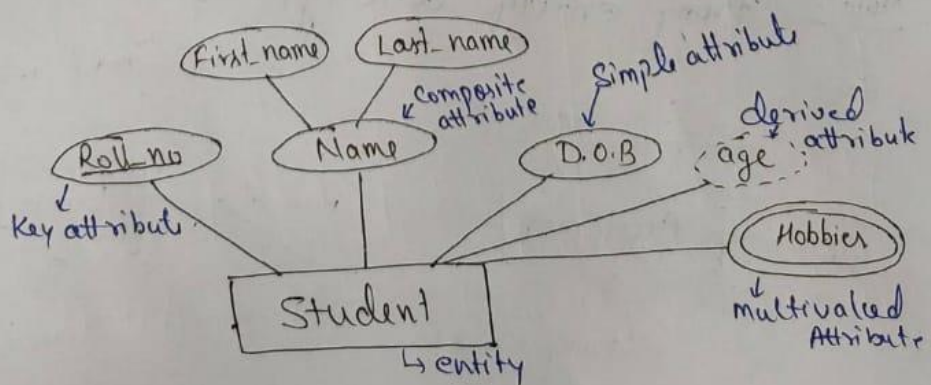 First_name
Last_name
Composite
attribute
Simple attribute
derived
attribute
Roll_no
Name
D.O.B
age
Key attribute
Hobbies
Student
multivalued
Attribute
↳ entity